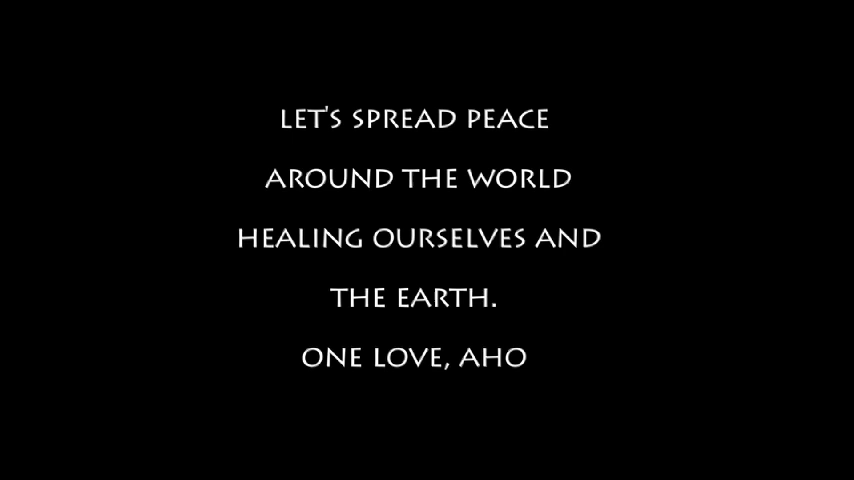 LET'S SPREAD PEACE
AROUND THE WORLD
HEALING OURSELVES AND
THE EARTH.
ONE LOVE, AHO